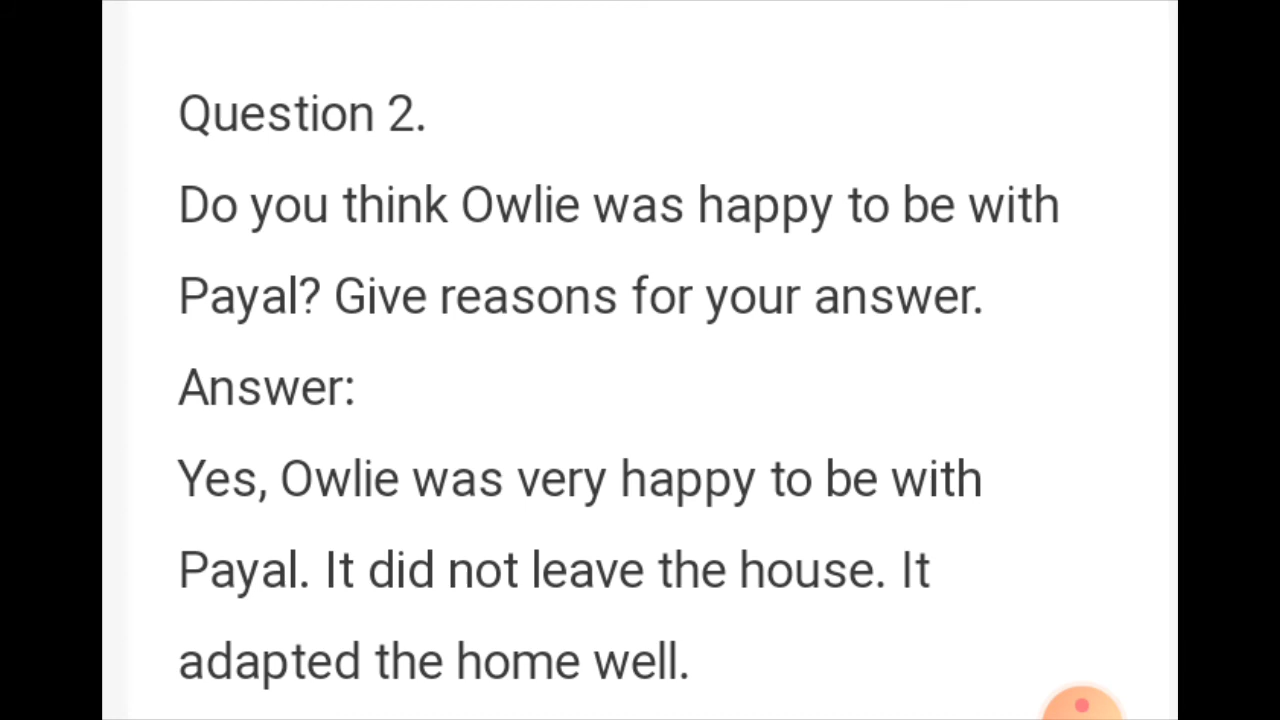 Question 2.
Do you think Owlie was happy to be with
Payal? Give reasons for your answer.
Answer:
Yes, Owlie was very happy to be with
Payal. It did not leave the house. It
adapted the home well.